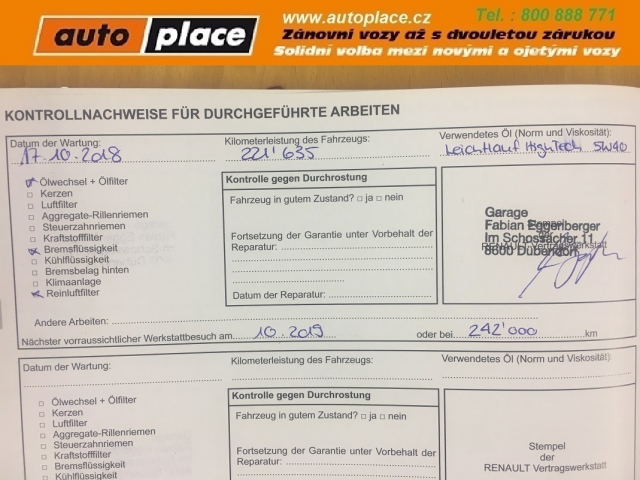 auto place
www.autoplace.cz
Tel. : 800 888 771
Zánovní vozy až s dvouletou zárukou
Solidní volba mezi novými a ojetými vozy
KONTROLLNACHWEISE FÜR DURCHGEFÜHRTE ARBEITEN
Datum der Wartung:
17.10.2018
Kilometerleistung des Fahrzeugs:
221'635
Verwendetes Öl (Norm und Viskosität):
Leichtlauf HighTech 5W40
Ölwechsel + Ölfilter
Kerzen
Luftfilter
Aggregate-Rillenriemen
Steuerzahnriemen
Kraftstofffilter
Bremsflüssigkeit
Kühlflüssigkeit
Bremsbelag hinten
Klimaanlage
Reinluftfilter
Kontrolle gegen Durchrostung
Fahrzeug in gutem Zustand? □ ja □ nein
Fortsetzung der Garantie unter Vorbehalt der
Reparatur:
Datum der Reparatur:
Garage
Stempel
Fabian Eggenberger
der
Im Schossacher 11
RENAULT Vertragswerkstatt
8600 Dübendorf
Andere Arbeiten:
Nächster vorraussichtlicher Werkstattbesuch am 10.2019 oder bei 242'000 km
Datum der Wartung:
Kilometerleistung des Fahrzeugs:
Verwendetes Öl (Norm und Viskosität):
Ölwechsel + Ölfilter
Kerzen
Luftfilter
Aggregate-Rillenriemen
Steuerzahnriemen
Kraftstofffilter
Bremsflüssigkeit
Kühlflüssigkeit
Kontrolle gegen Durchrostung
Fahrzeug in gutem Zustand? □ ja □ nein
Fortsetzung der Garantie unter Vorbehalt der
Reparatur:
Stempel
der
RENAULT Vertragswerkstatt